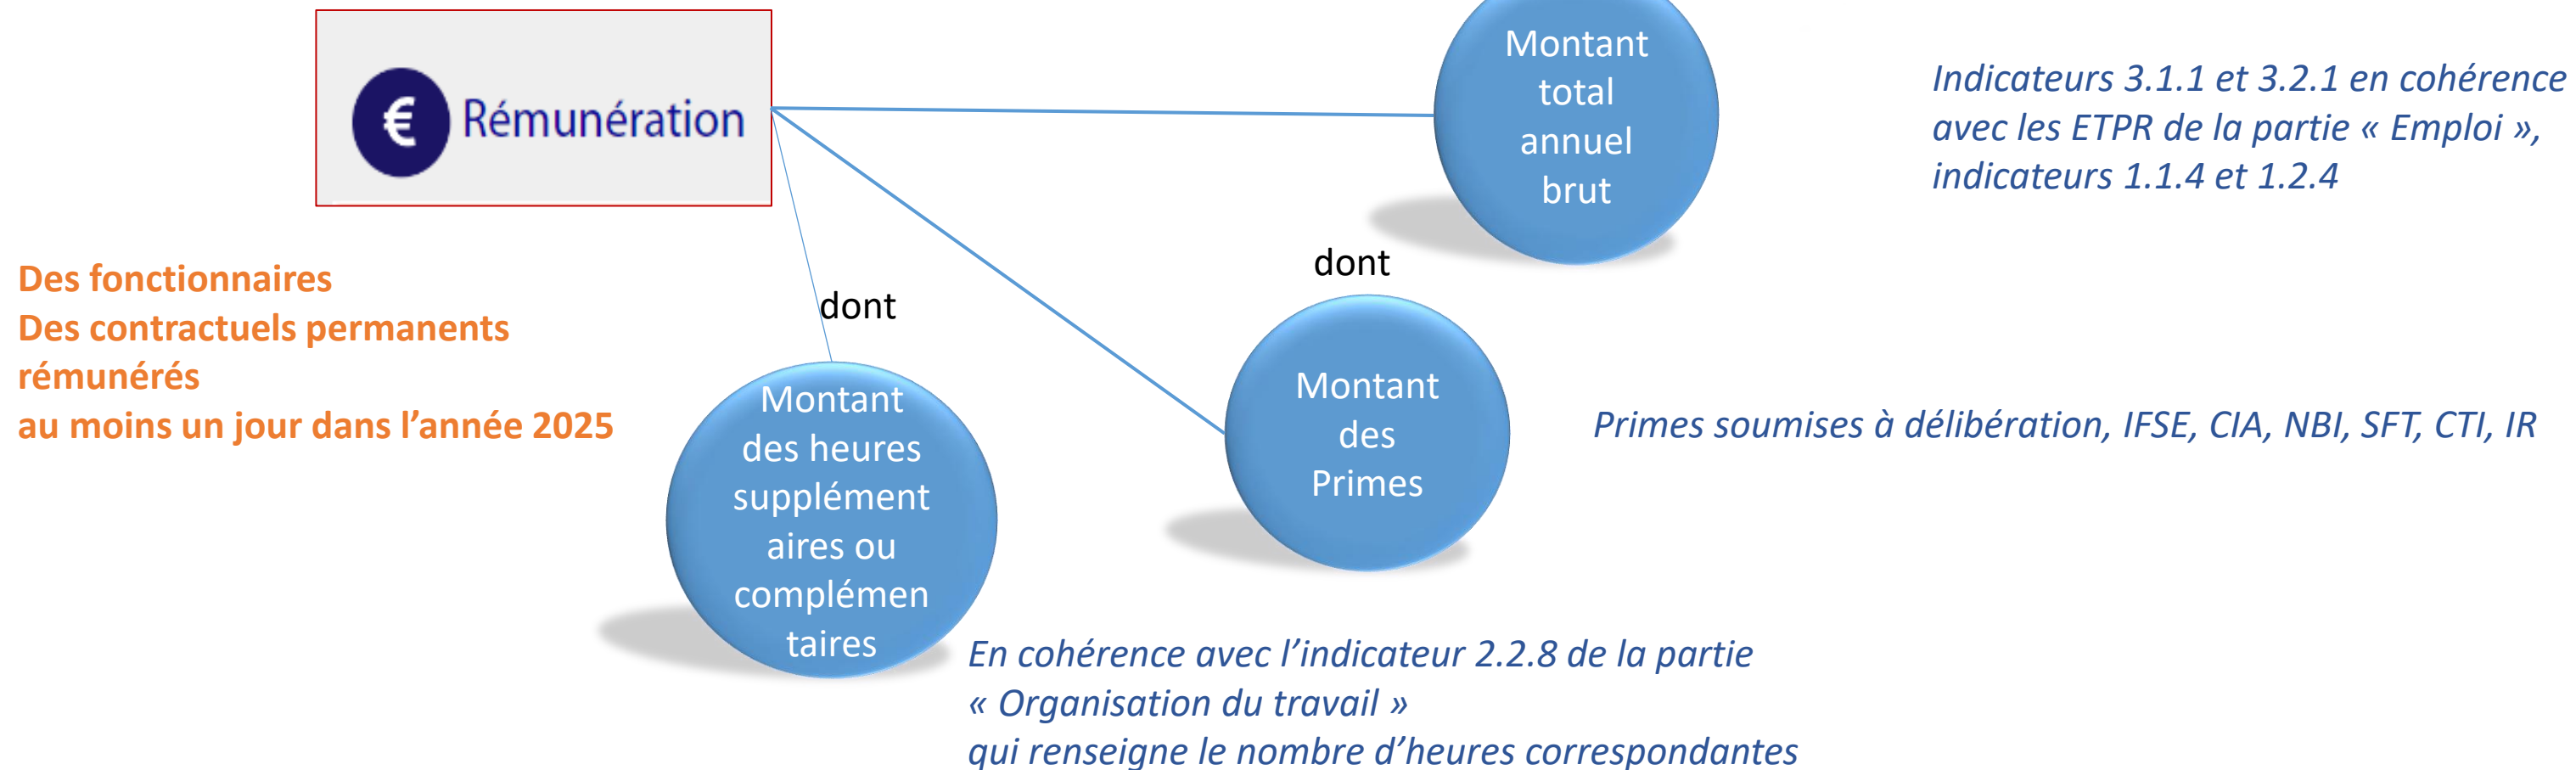 € Rémunération
Montant
total
annuel
brut
Indicateurs 3.1.1 et 3.2.1 en cohérence
avec les ETPR de la partie « Emploi »,
indicateurs 1.1.4 et 1.2.4
Des fonctionnaires
Des contractuels permanents
rémunérés
au moins un jour dans l’année 2025
dont
dont
Montant
des
Primes
Primes soumises à délibération, IFSE, CIA, NBI, SFT, CTI, IR
Montant
des heures
supplément
aires ou
complémen
taires
En cohérence avec l’indicateur 2.2.8 de la partie
« Organisation du travail »
qui renseigne le nombre d’heures correspondantes